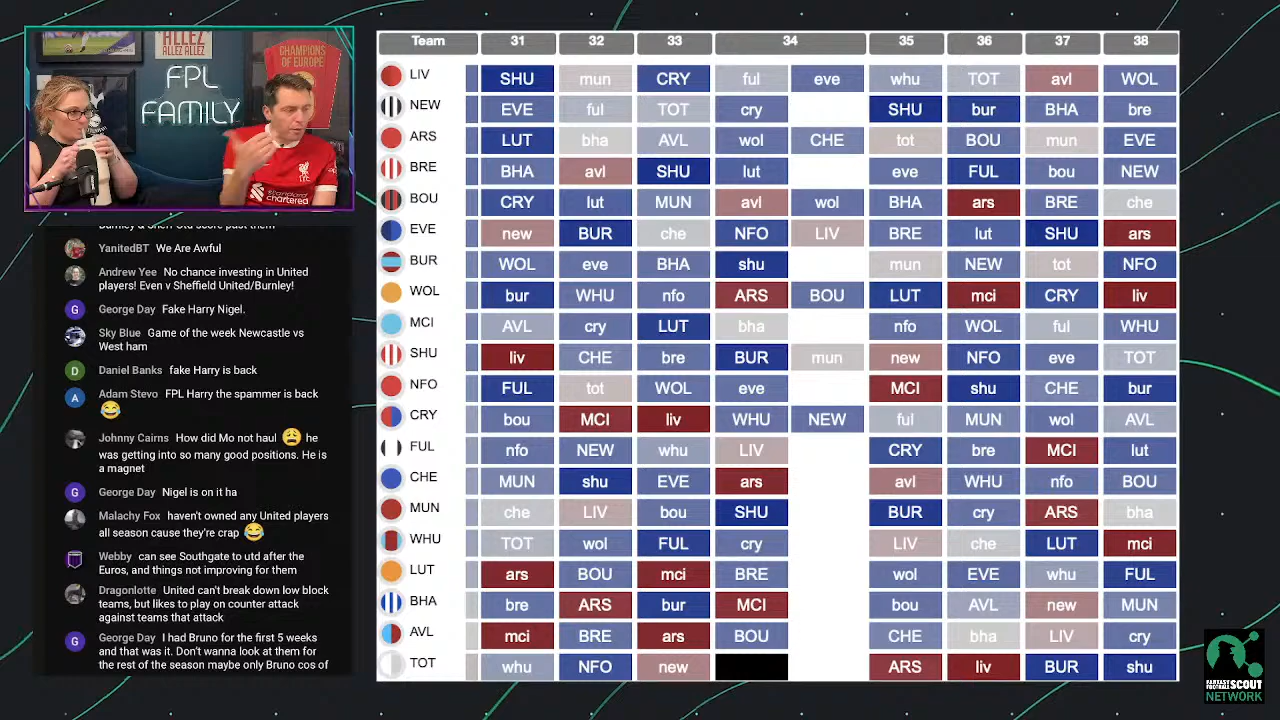 ALLEZ ALLEZ
FPL
FAMILY
CHAMPIONS
OF EUROPE
standard
chartered
Burnley & Shef Utd score past them
YanitedBT We Are Awful
Andrew Yee No chance investing in United
players! Even v Sheffield United/Burnley!
George Day Fake Harry Nigel.
Sky Blue Game of the week Newcastle vs
West ham
Daniel Banks fake Harry is back
Adam Stevo FPL Harry the spammer is back
😂
Johnny Cairns How did Mo not haul 😩 he
was getting into so many good positions. He is
a magnet
George Day Nigel is on it ha
Malachy Fox haven't owned any United players
all season cause they're crap 😂
Webby can see Southgate to utd after the
Euros, and things not improving for them
Dragonlotte United can't break down low block
teams, but likes to play on counter attack
against teams that attack
George Day I had Bruno for the first 5 weeks
and that was it. Don't wanna look at them for
the rest of the season maybe only Bruno cos of
Team 31 32 33 34 35 36 37 38
LIV SHU mun CRY ful eve whu TOT avl WOL
NEW EVE ful TOT cry SHU bur BHA bre
ARS LUT bha AVL wol CHE tot BOU mun EVE
BRE BHA avl SHU lut eve FUL bou NEW
BOU CRY lut MUN avl wol BHA ars BRE che
EVE new BUR che NFO LIV BRE lut SHU ars
BUR WOL eve BHA shu mun NEW tot NFO
WOL bur WHU nfo ARS BOU LUT mci CRY liv
MCI AVL cry LUT bha nfo WOL ful WHU
SHU liv CHE bre BUR mun new NFO eve TOT
NFO FUL tot WOL eve MCI shu CHE bur
CRY bou MCI liv WHU NEW ful MUN wol AVL
FUL nfo NEW whu LIV CRY bre MCI lut
CHE MUN shu EVE ars avl WHU nfo BOU
MUN che LIV bou SHU BUR cry ARS bha
WHU TOT wol FUL cry LIV che LUT mci
LUT ars BOU mci BRE wol EVE whu FUL
BHA bre ARS bur MCI bou AVL new MUN
AVL mci BRE ars BOU CHE bha LIV cry
TOT whu NFO new ARS liv BUR shu
FANTASY
FOOTBALL SCOUT
NETWORK